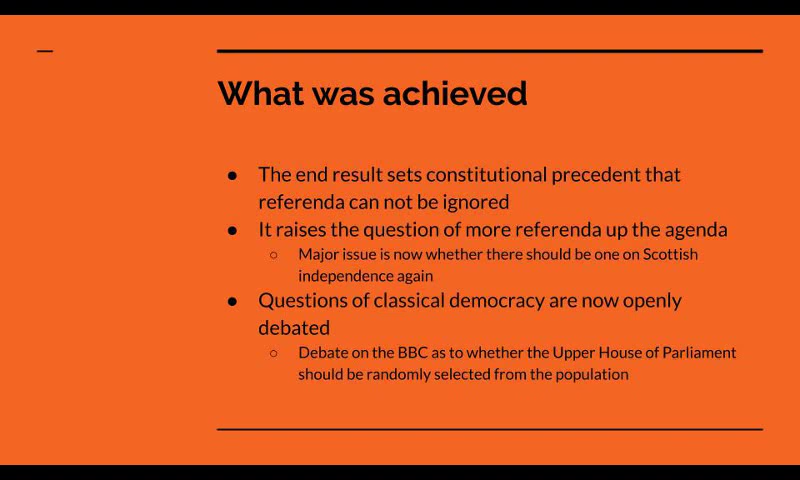 What was achieved
● The end result sets constitutional precedent that
referenda can not be ignored
● It raises the question of more referenda up the agenda
○ Major issue is now whether there should be one on Scottish
independence again
● Questions of classical democracy are now openly
debated
○ Debate on the BBC as to whether the Upper House of Parliament
should be randomly selected from the population